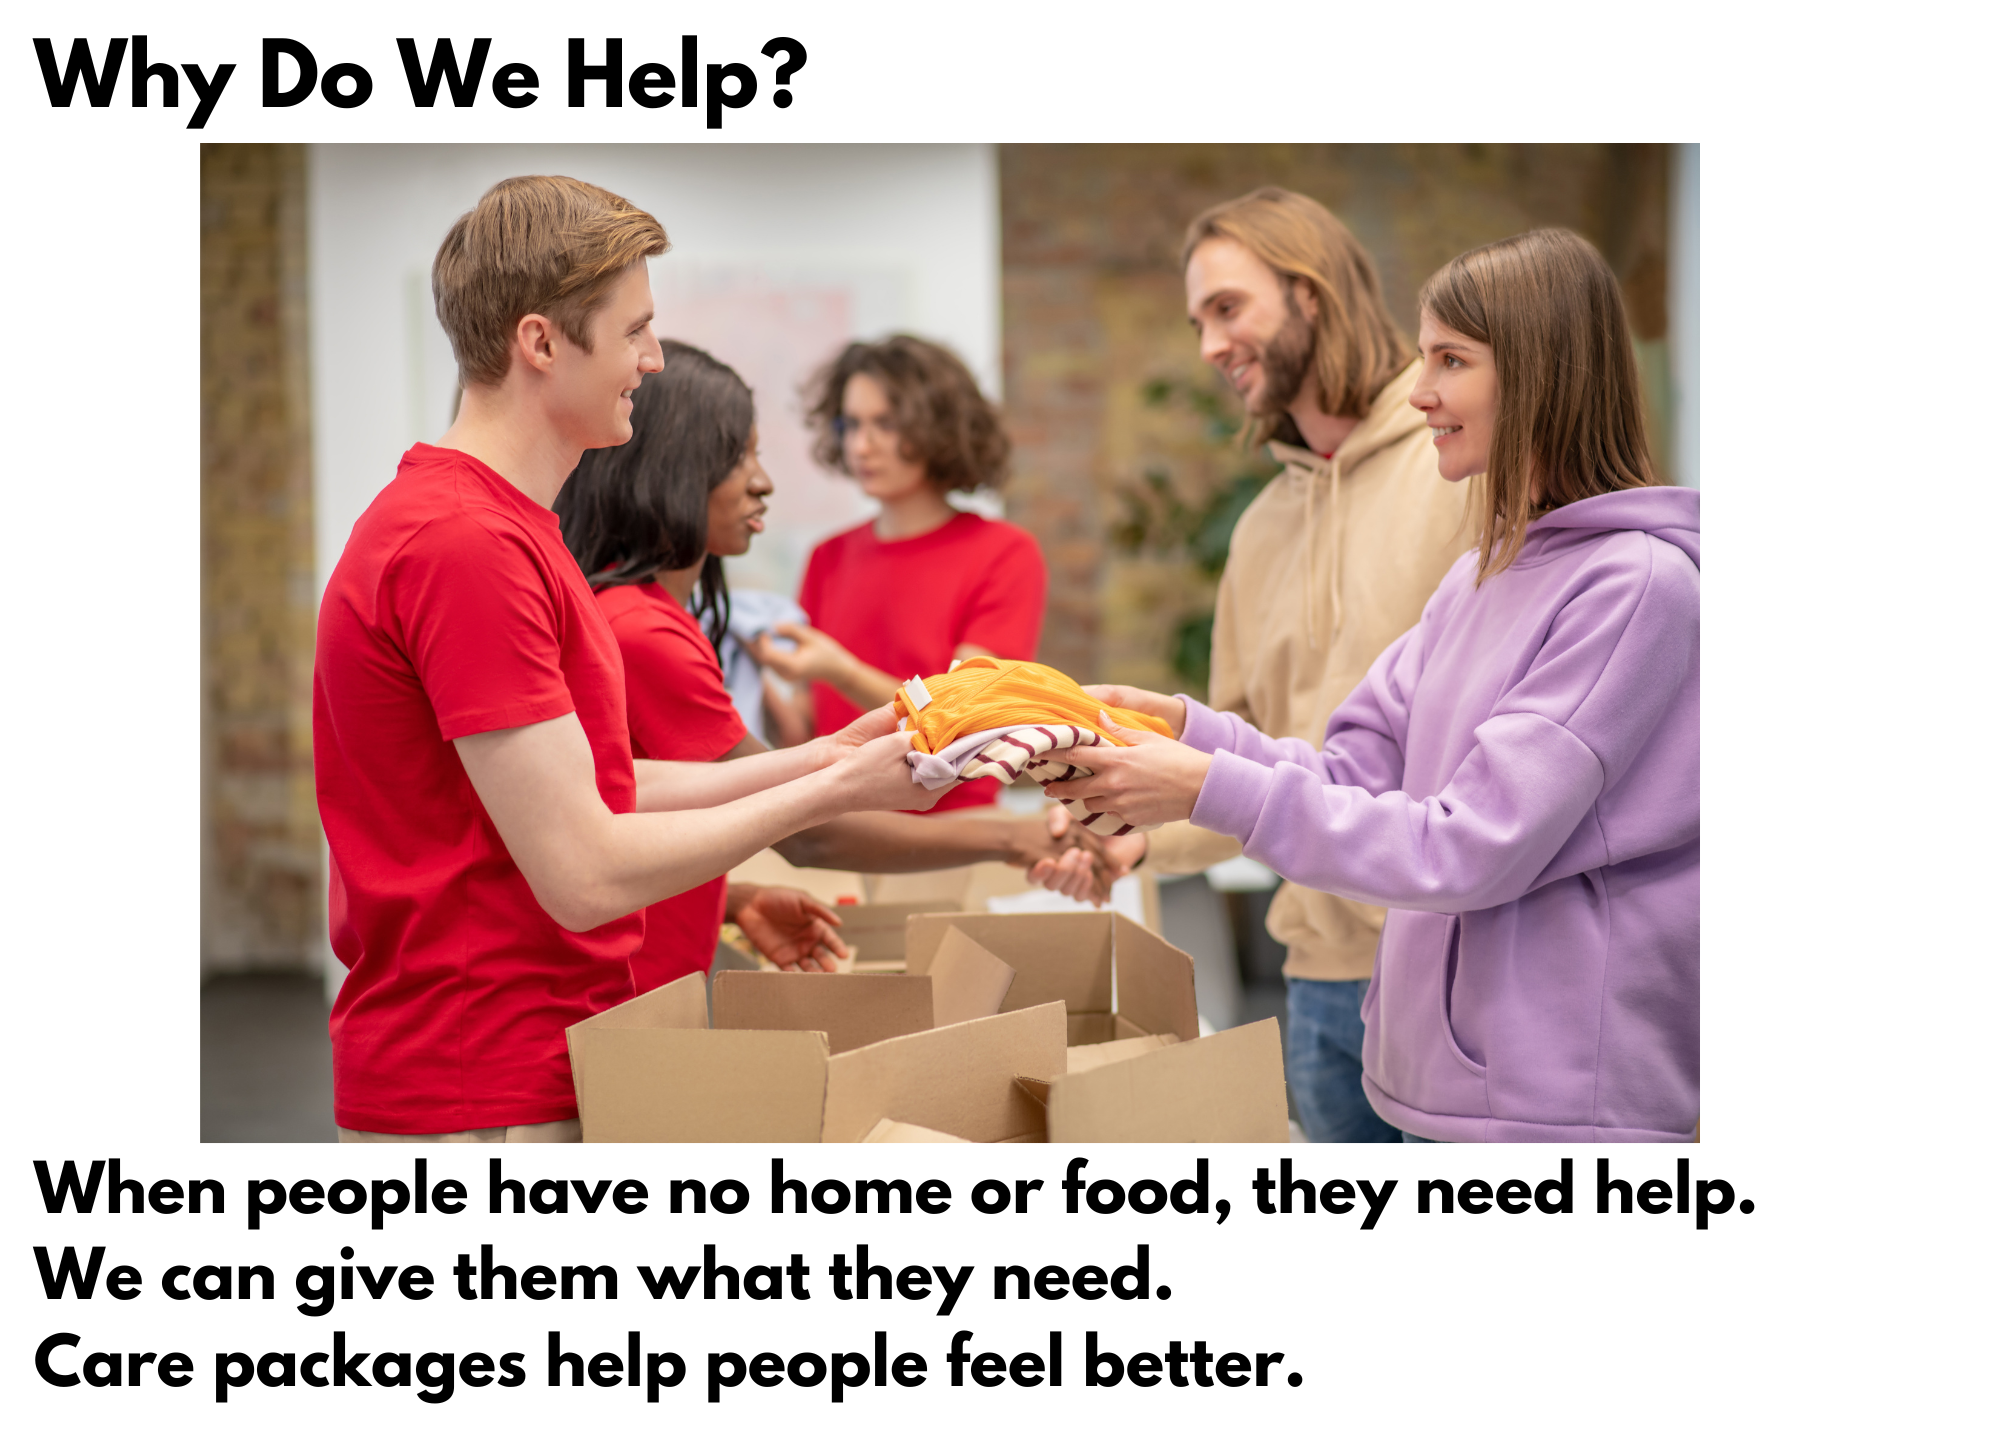 Why Do We Help?
When people have no home or food, they need help.
We can give them what they need.
Care packages help people feel better.